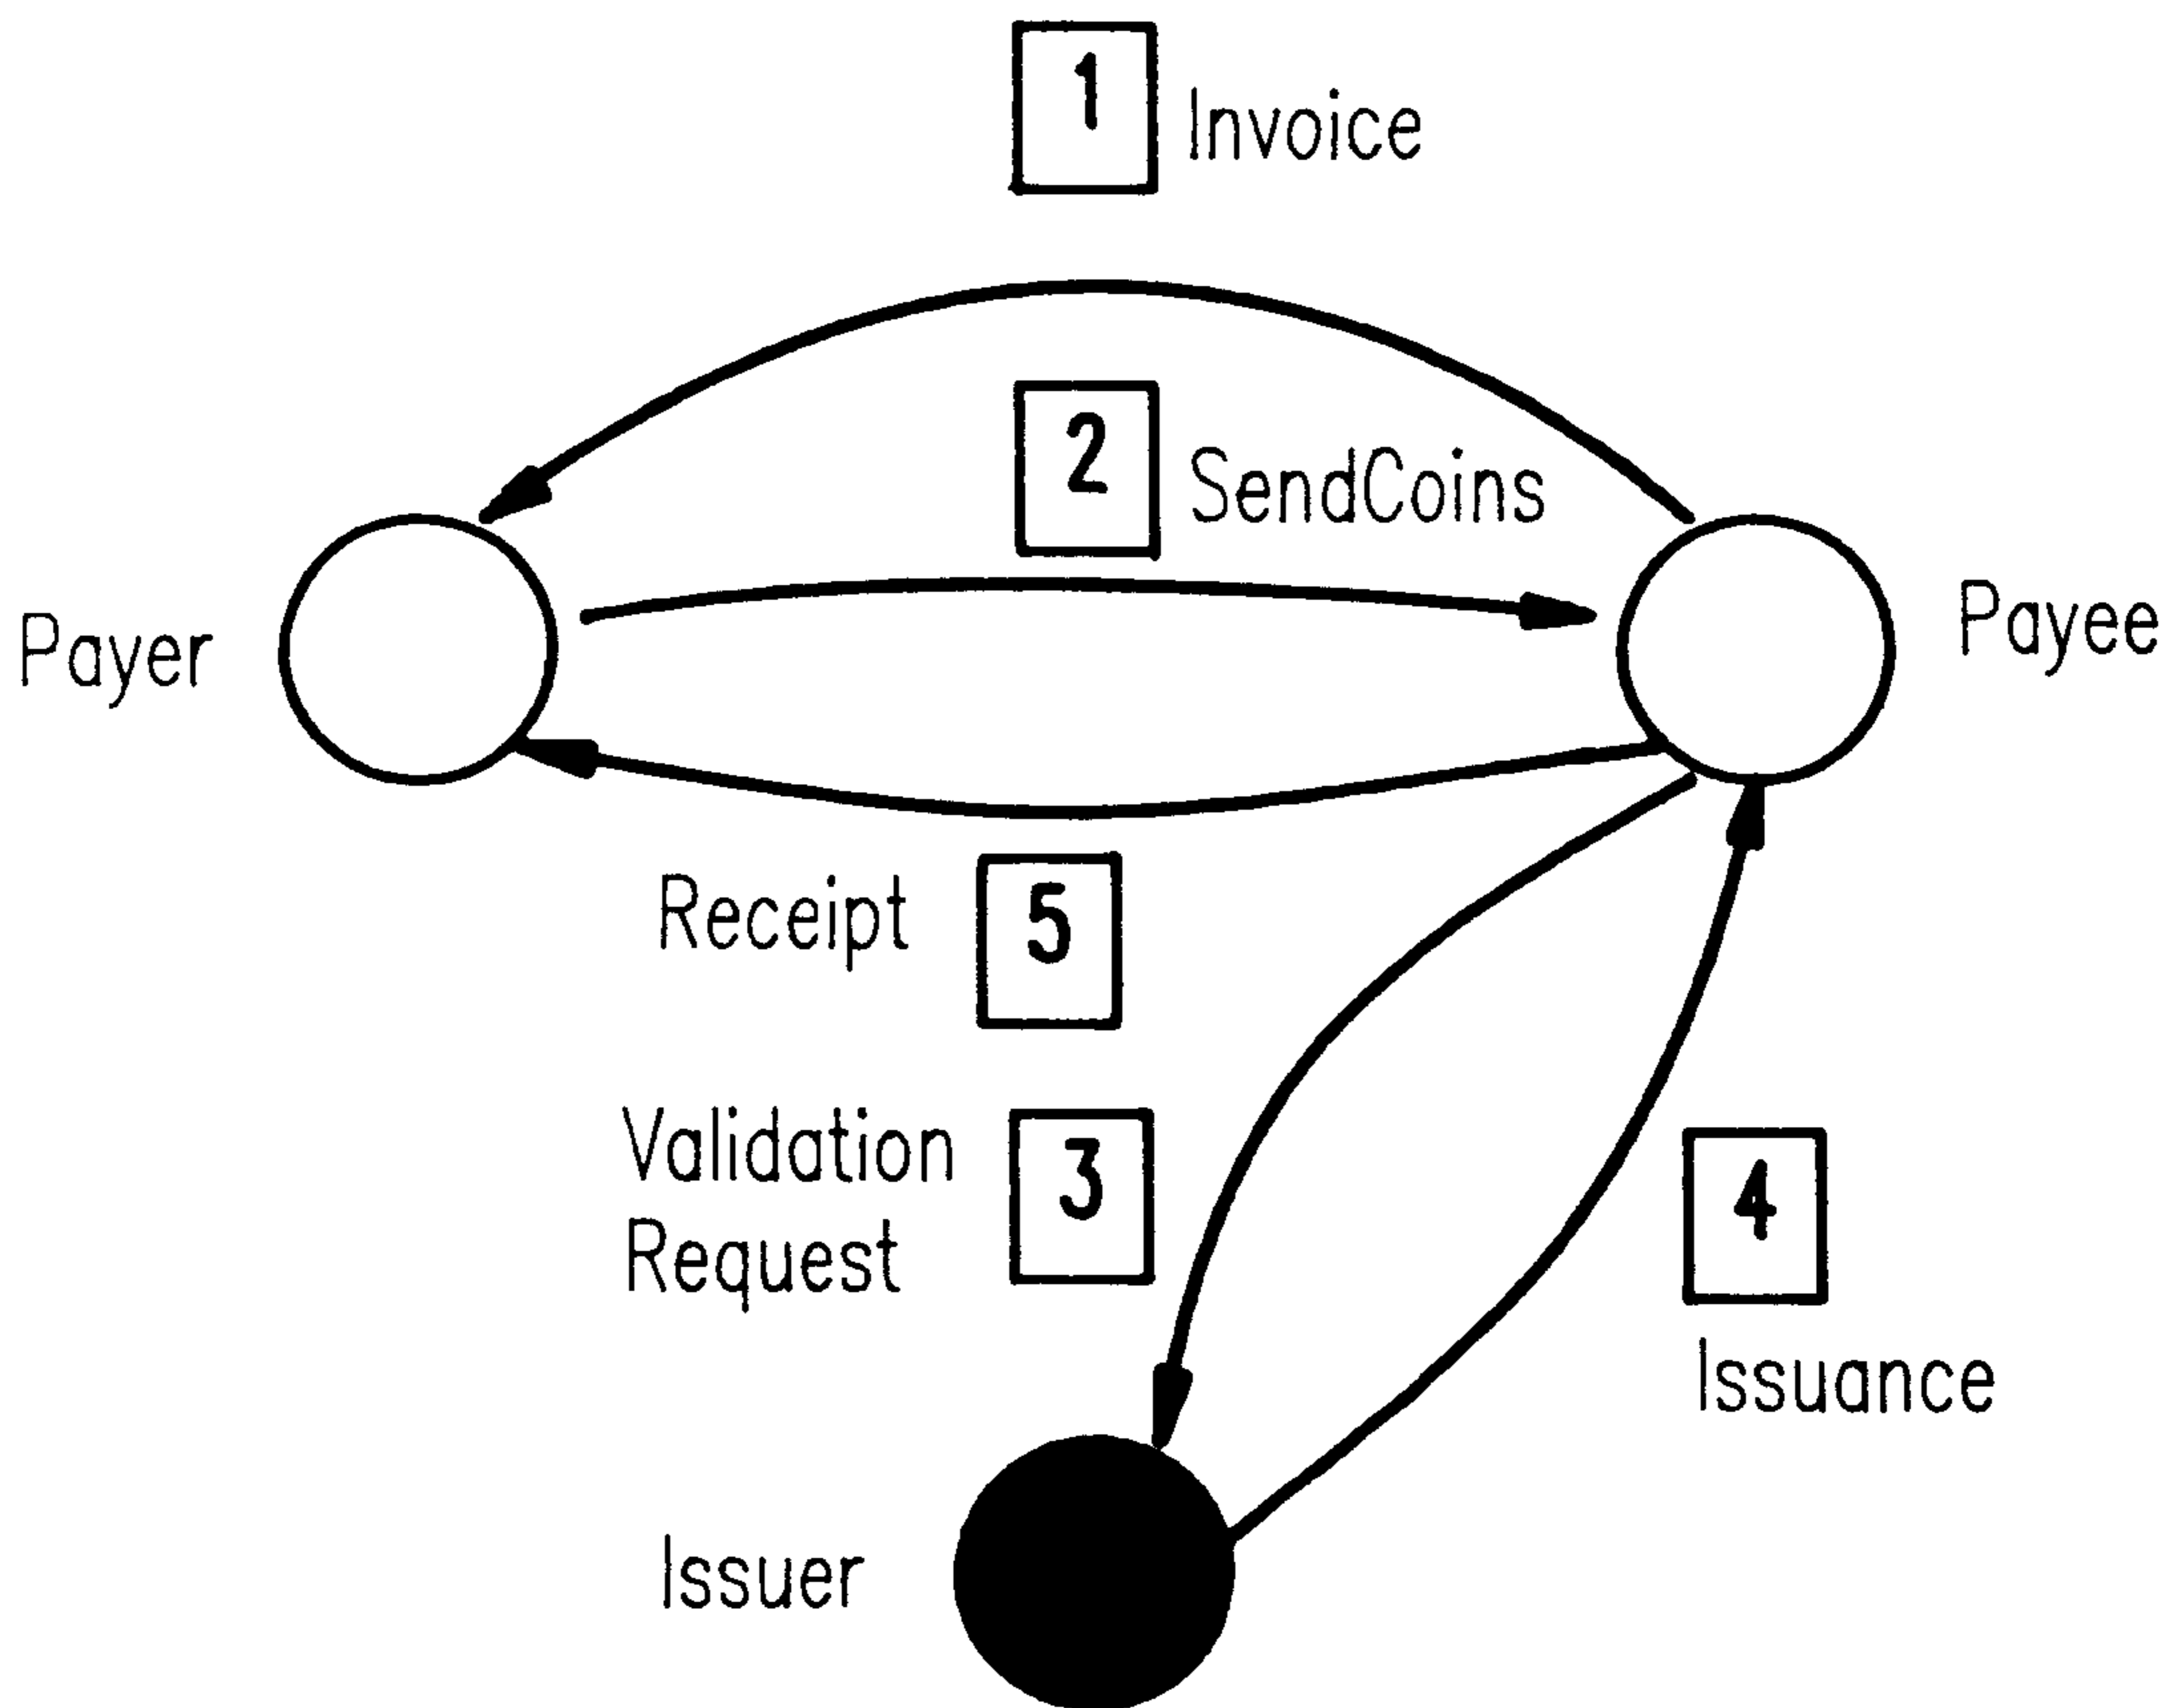 1
Invoice
2
SendCoins
Payer
Payee
Receipt
5
Validation
Request
3
4
Issuance
Issuer